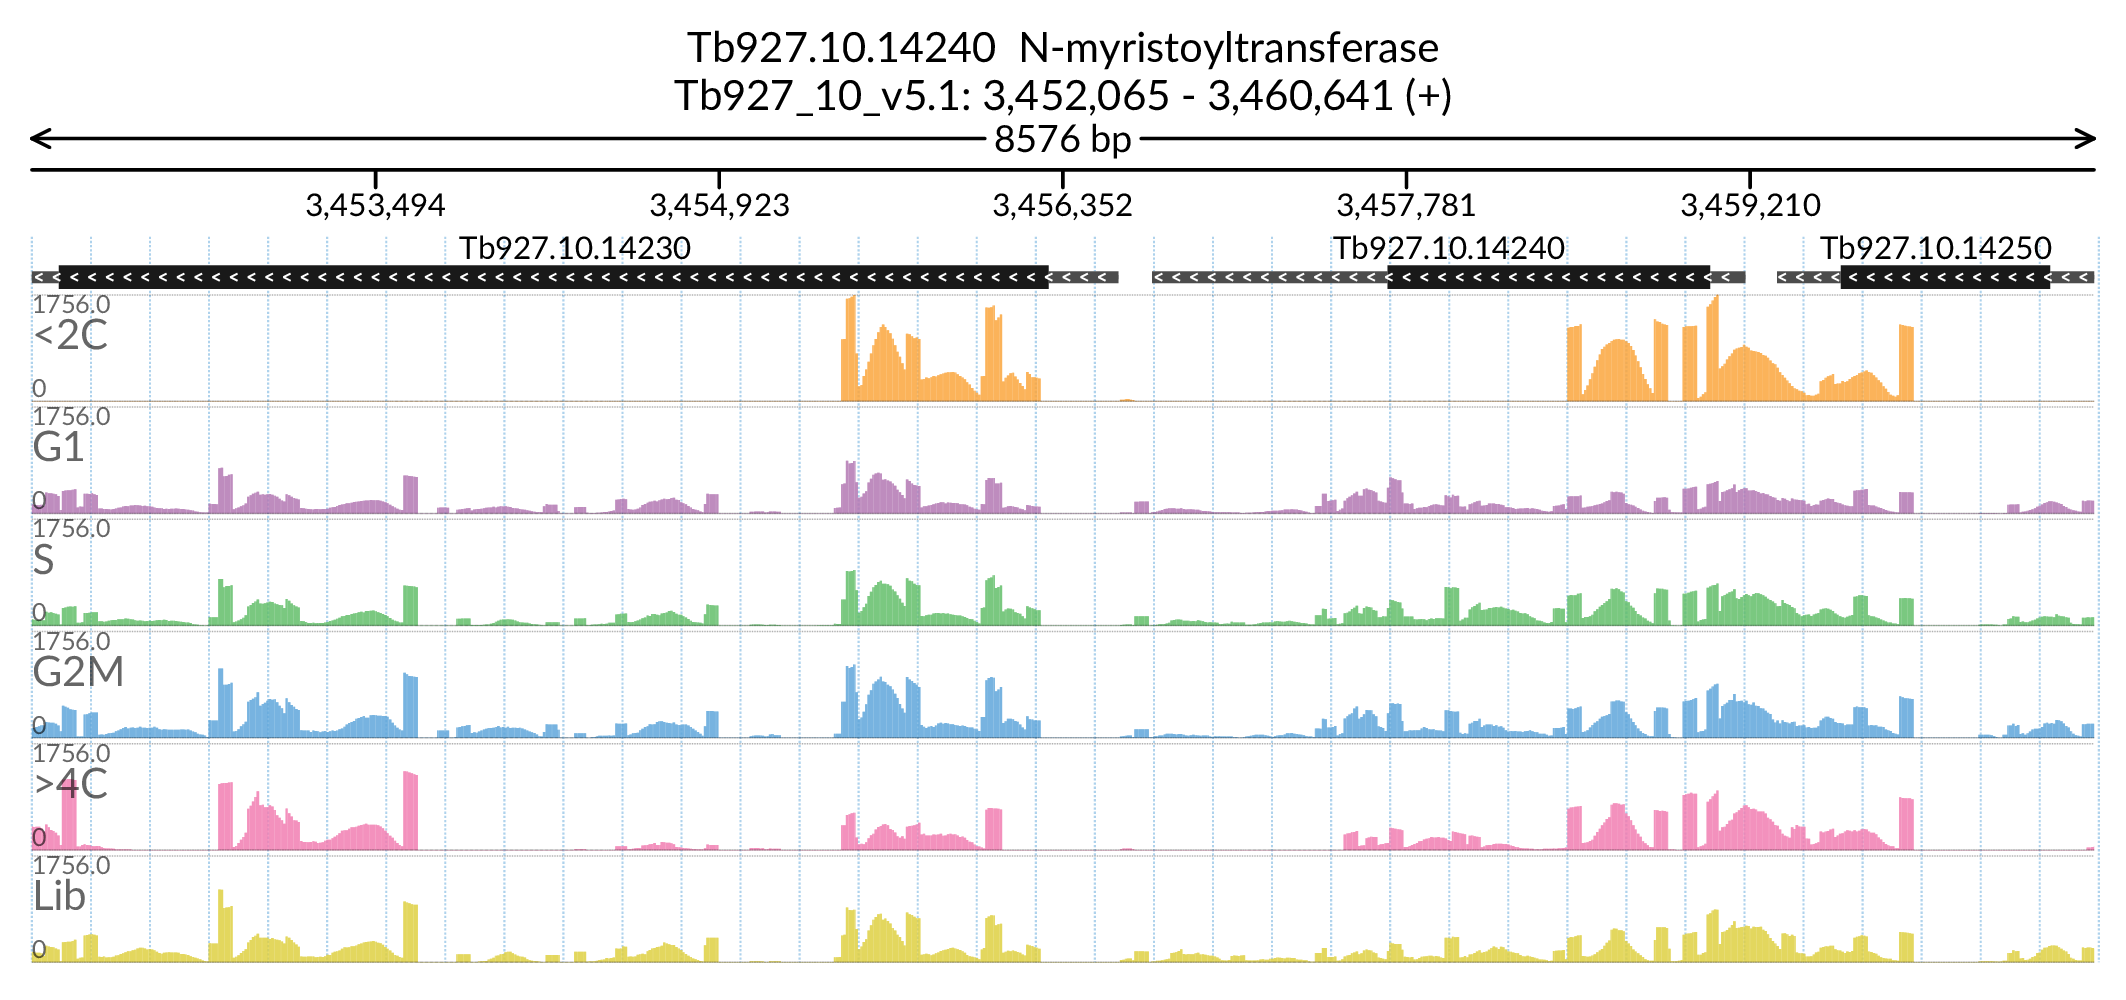 Tb927.10.14240 N-myristoyltransferase
Tb927_10_v5.1: 3,452,065 - 3,460,641 (+)
8576 bp
3,453,494 3,454,923 3,456,352 3,457,781 3,459,210
Tb927.10.14230 Tb927.10.14240 Tb927.10.14250
1756.0
<2C
0
1756.0
G1
0
1756.0
S
0
1756.0
G2M
0
1756.0
>4C
0
1756.0
Lib
0